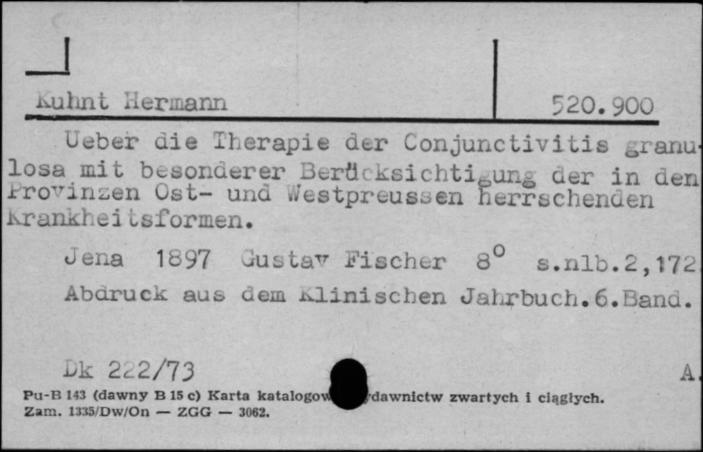 Kuhnt Hermann 520.900
Ueber die Therapie der Conjunctivitis granu-
losa mit besonderer Berücksichtigung der in den
Provinzen Ost- und Westpreussen herrschenden
Krankheitsformen.
Jena 1897 Gustav Fischer 8° s.nlb.2,172
Abdruck aus dem Klinischen Jahrbuch.6.Band.
Dk 222/73 A.
Pu-B 143 (dawny B 15 c) Karta katalogow dawnictw zwartych i ciągłych.
Zam. 1335/Dw/On — ZGG — 3062.